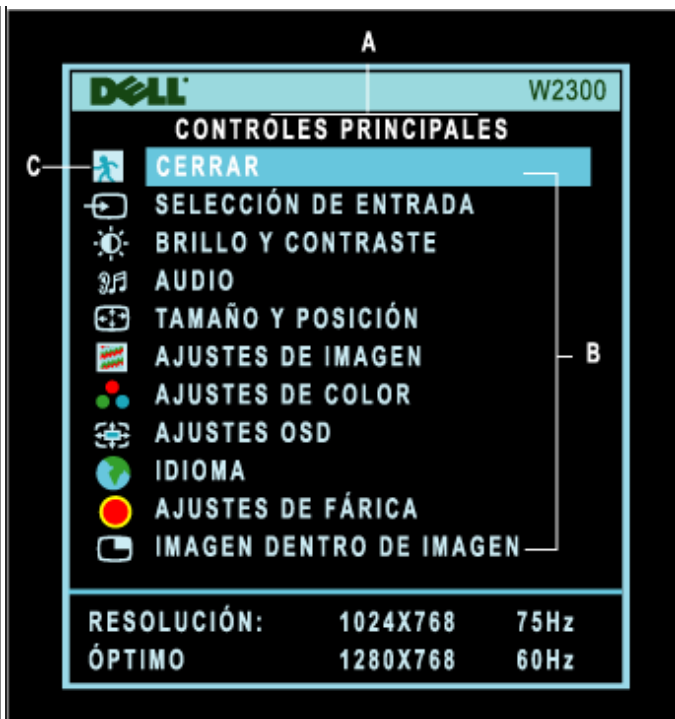 A
DELL W2300
CONTROLES PRINCIPALES
C CERRAR
SELECCIÓN DE ENTRADA
BRILLO Y CONTRASTE
AUDIO
TAMAÑO Y POSICIÓN
AJUSTES DE IMAGEN B
AJUSTES DE COLOR
AJUSTES OSD
IDIOMA
AJUSTES DE FÁRICA
IMAGEN DENTRO DE IMAGEN
RESOLUCIÓN: 1024X768 75Hz
ÓPTIMO 1280X768 60Hz